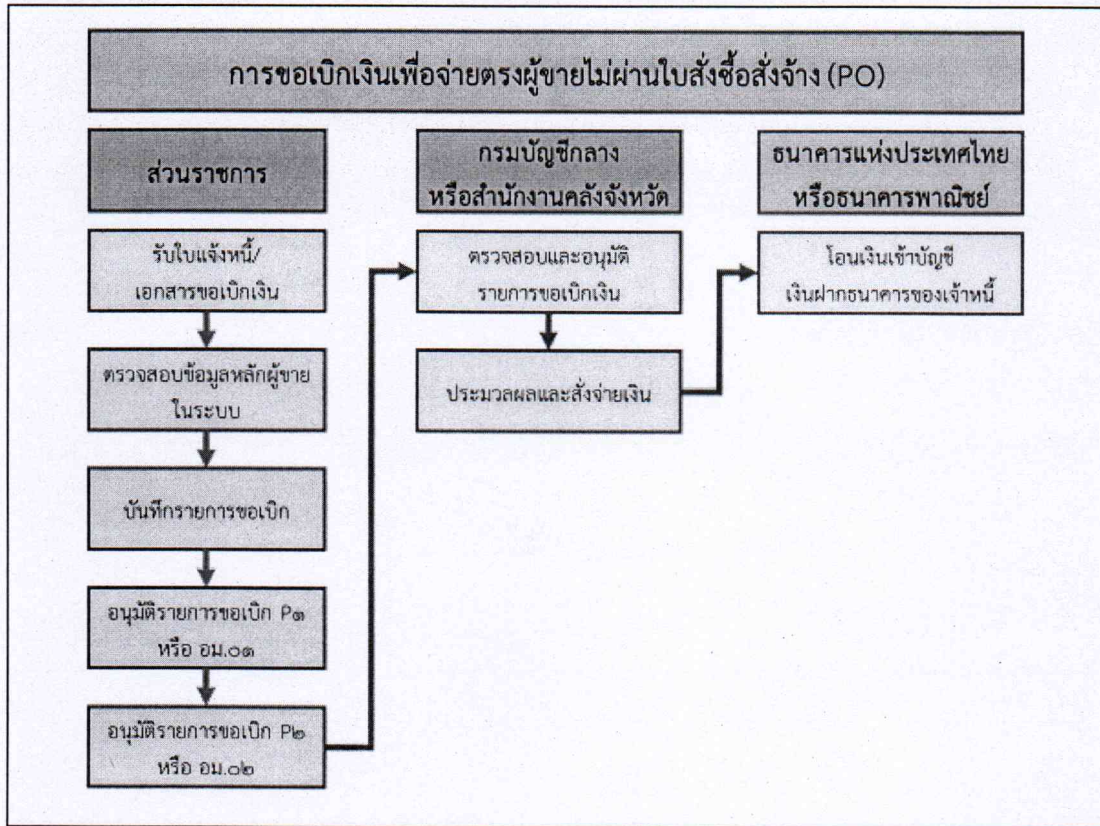 การขอเบิกเงินเพื่อจ่ายตรงผู้ขายไม่ผ่านใบสั่งซื้อสั่งจ้าง (PO)
ส่วนราชการ
รับใบแจ้งหนี้/
เอกสารขอเบิกเงิน
ตรวจสอบข้อมูลหลักผู้ขาย
ในระบบ
บันทึกรายการขอเบิก
อนุมัติรายการขอเบิก P๑
หรือ อม.๐๑
อนุมัติรายการขอเบิก P๒
หรือ อม.๐๒
กรมบัญชีกลาง
หรือสำนักงานคลังจังหวัด
ตรวจสอบและอนุมัติ
รายการขอเบิกเงิน
ประมวลผลและสั่งจ่ายเงิน
ธนาคารแห่งประเทศไทย
หรือธนาคารพาณิชย์
โอนเงินเข้าบัญชี
เงินฝากธนาคารของเจ้าหนี้